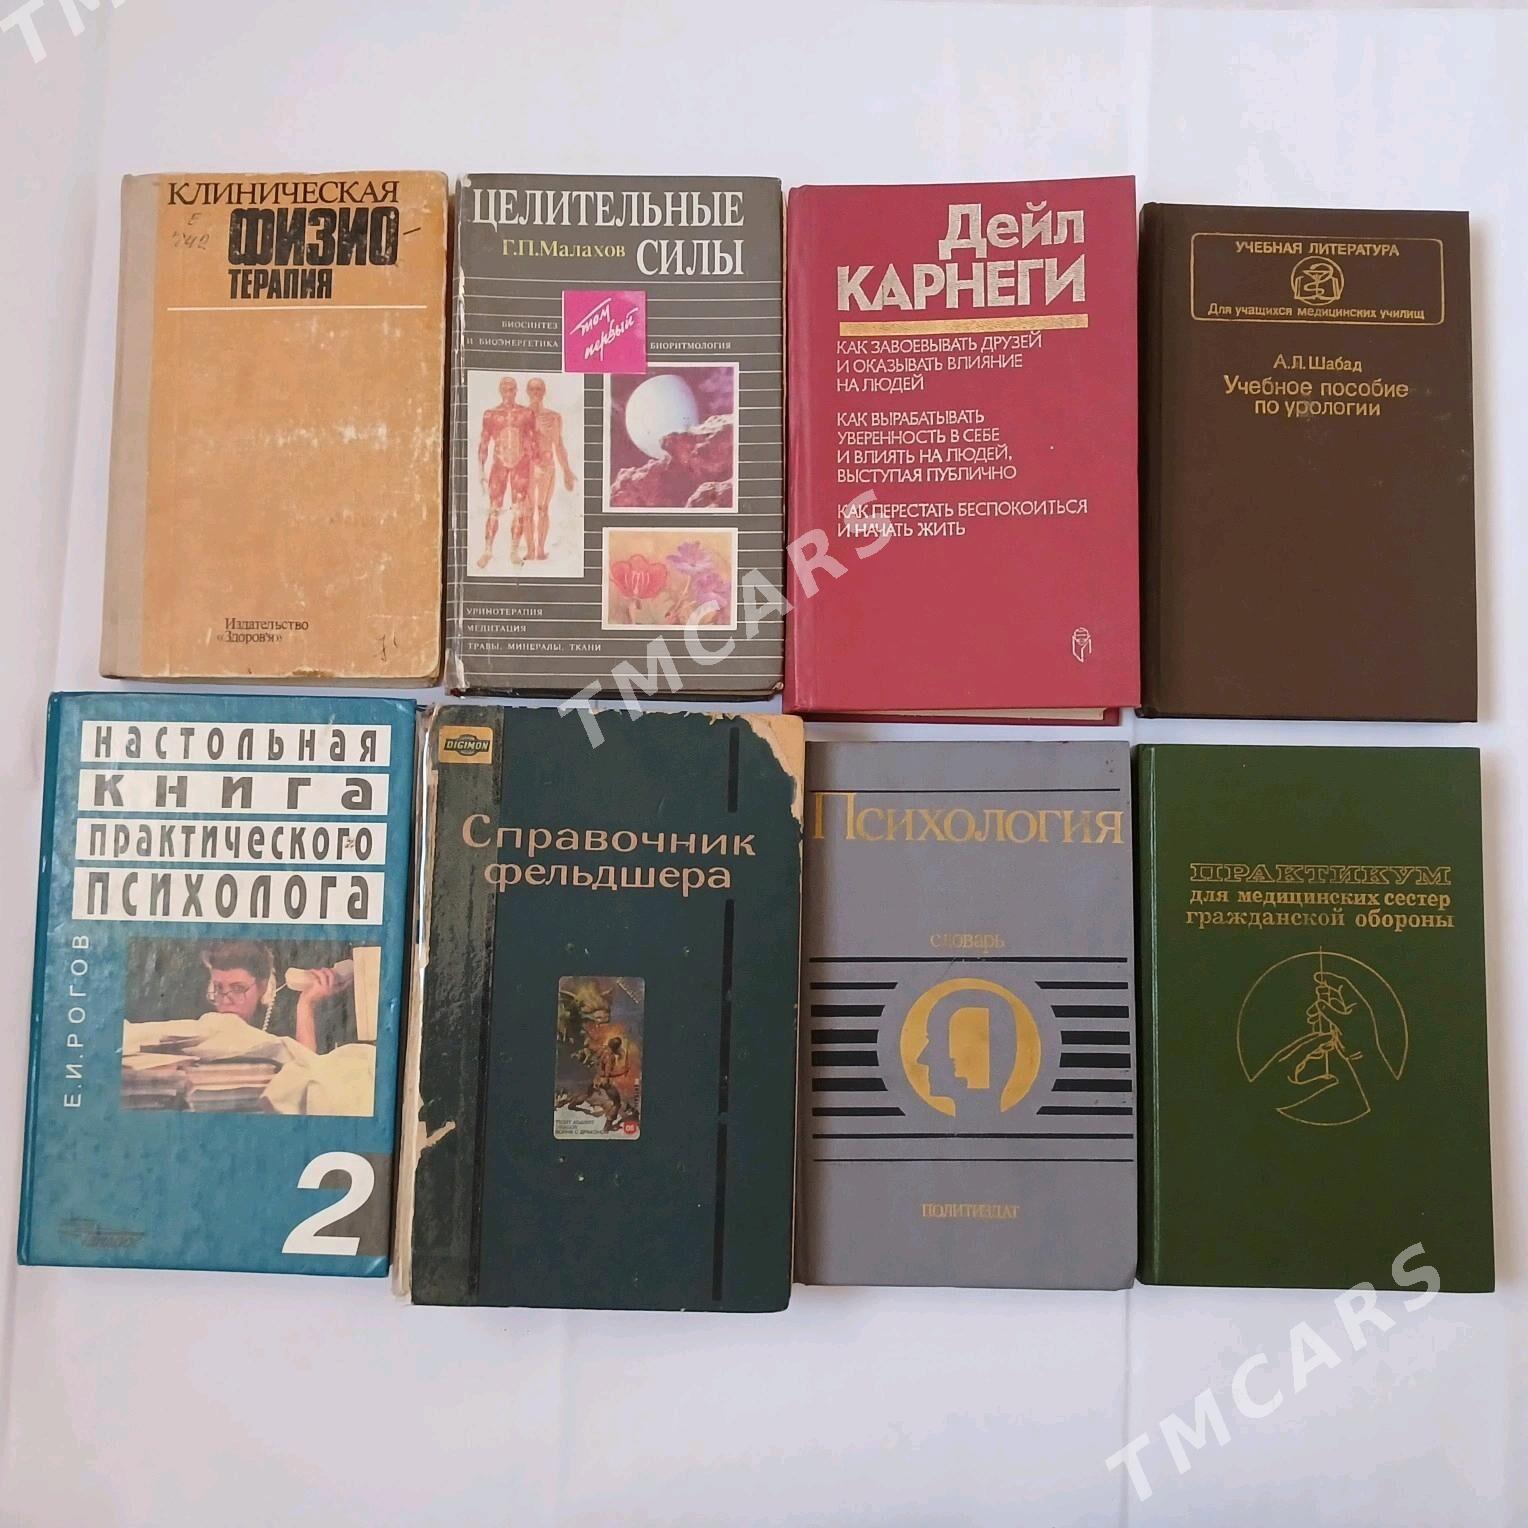 TMCARS
КЛИНИЧЕСКАЯ
ФИЗИО-
ТЕРАПИЯ
Издательство
«Здоров'я»
ЦЕЛИТЕЛЬНЫЕ
Г.П.Малахов
СИЛЫ
том
первый
БИОСИНТЕЗ
И БИОЭНЕРГЕТИКА
БИОРИТМОЛОГИЯ
УРИНОТЕРАПИЯ
МЕДИТАЦИЯ
ТРАВЫ, МИНЕРАЛЫ, ТКАНИ
Дейл
КАРНЕГИ
КАК ЗАВОЕВЫВАТЬ ДРУЗЕЙ
И ОКАЗЫВАТЬ ВЛИЯНИЕ
НА ЛЮДЕЙ
КАК ВЫРАБАТЫВАТЬ
УВЕРЕННОСТЬ В СЕБЕ
И ВЛИЯТЬ НА ЛЮДЕЙ,
ВЫСТУПАЯ ПУБЛИЧНО
КАК ПЕРЕСТАТЬ БЕСПОКОИТЬСЯ
И НАЧАТЬ ЖИТЬ
УЧЕБНАЯ ЛИТЕРАТУРА
Для учащихся медицинских училищ
А.Л.Шабад
Учебное пособие
по урологии
TMCARS
НАСТОЛЬНАЯ
КНИГА
ПРАКТИЧЕСКОГО
ПСИХОЛОГА
Е.И.РОГОВ
2
DIGIMON
Справочник
фельдшера
Психология
словарь
ПОЛИТИЗДАТ
ПРАКТИКУМ
для медицинских сестер
гражданской обороны
TMCARS